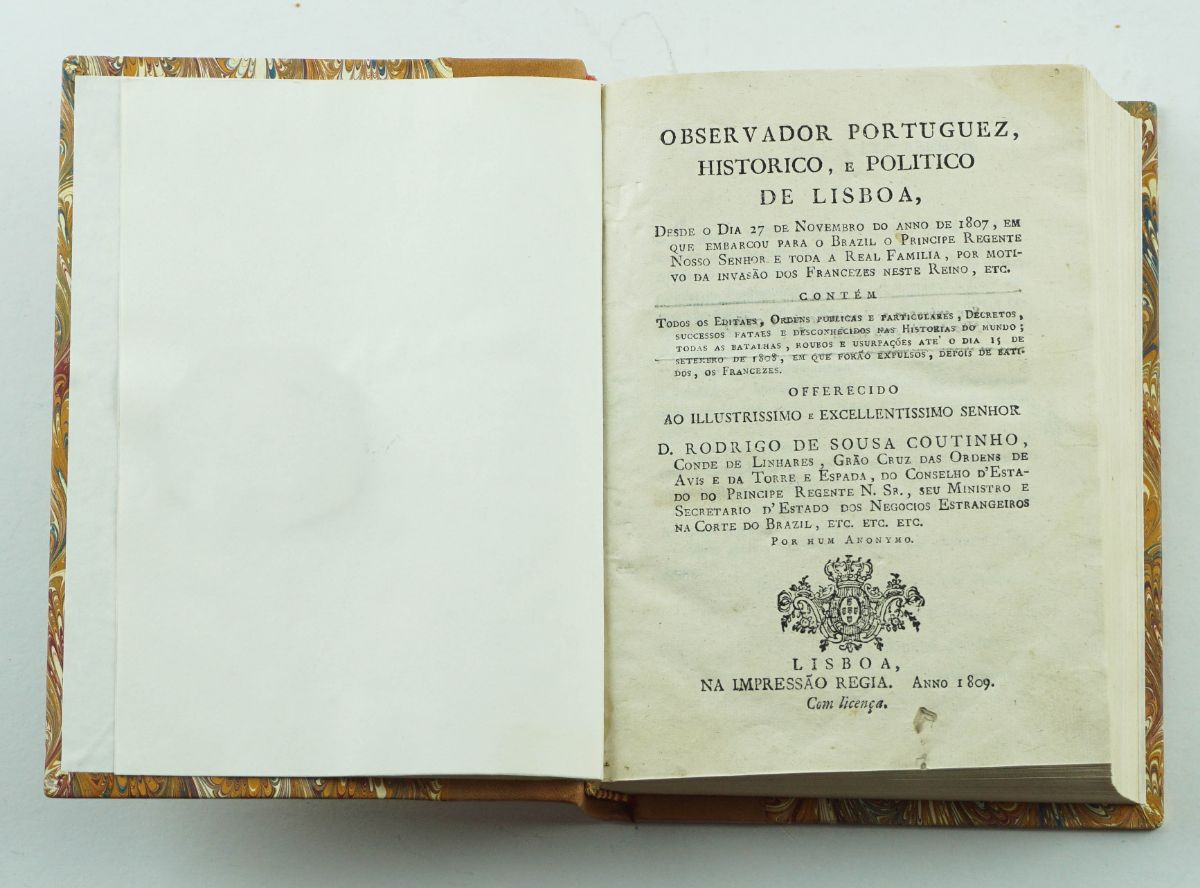 OBSERVADOR PORTUGUEZ,
HISTORICO, E POLITICO
DE LISBOA,
DESDE O DIA 27 DE NOVEMBRO DO ANNO DE 1807, EM
QUE EMBARCOU PARA O BRAZIL O PRINCIPE REGENTE
NOSSO SENHOR E TODA A REAL FAMILIA, POR MOTI-
VO DA INVASÃO DOS FRANCEZES NESTE REINO, ETC.
CONTÉM
TODOS OS EDITAES, ORDENS PUBLICAS E PARTICULARES, DECRETOS,
SUCCESSOS FATAES E DESCONHECIDOS NAS HISTORIAS DO MUNDO;
TODAS AS BATALHAS, ROUBOS E USURPAÇÕES ATE' O DIA 15 DE
SETEMBRO DE 1808, EM QUE FORÃO EXPULSOS, DEPOIS DE BATI-
DOS, OS FRANCEZES.
OFFERECIDO
AO ILLUSTRISSIMO E EXCELLENTISSIMO SENHOR
D. RODRIGO DE SOUSA COUTINHO,
CONDE DE LINHARES, GRÃO CRUZ DAS ORDENS DE
AVIS E DA TORRE E ESPADA, DO CONSELHO D'ESTA-
DO DO PRINCIPE REGENTE N. SR., SEU MINISTRO E
SECRETARIO D'ESTADO DOS NEGOCIOS ESTRANGEIROS
NA CORTE DO BRAZIL, ETC. ETC. ETC.
POR HUM ANONYMO.
LISBOA,
NA IMPRESSÃO REGIA. ANNO 1809.
Com licença.